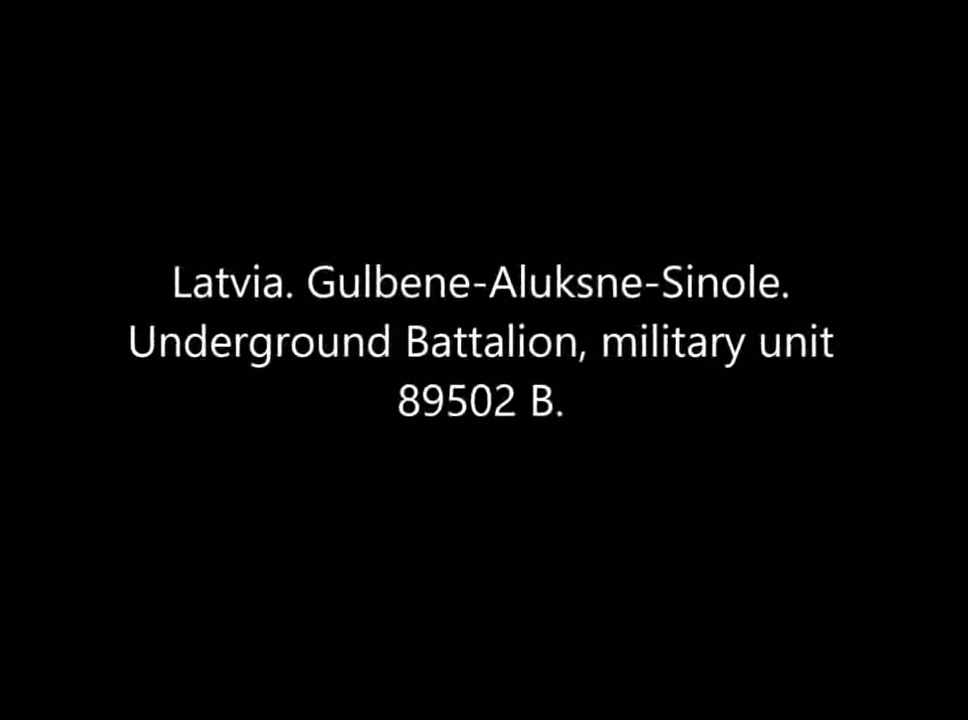 Latvia. Gulbene-Aluksne-Sinole.
Underground Battalion, military unit
89502 B.